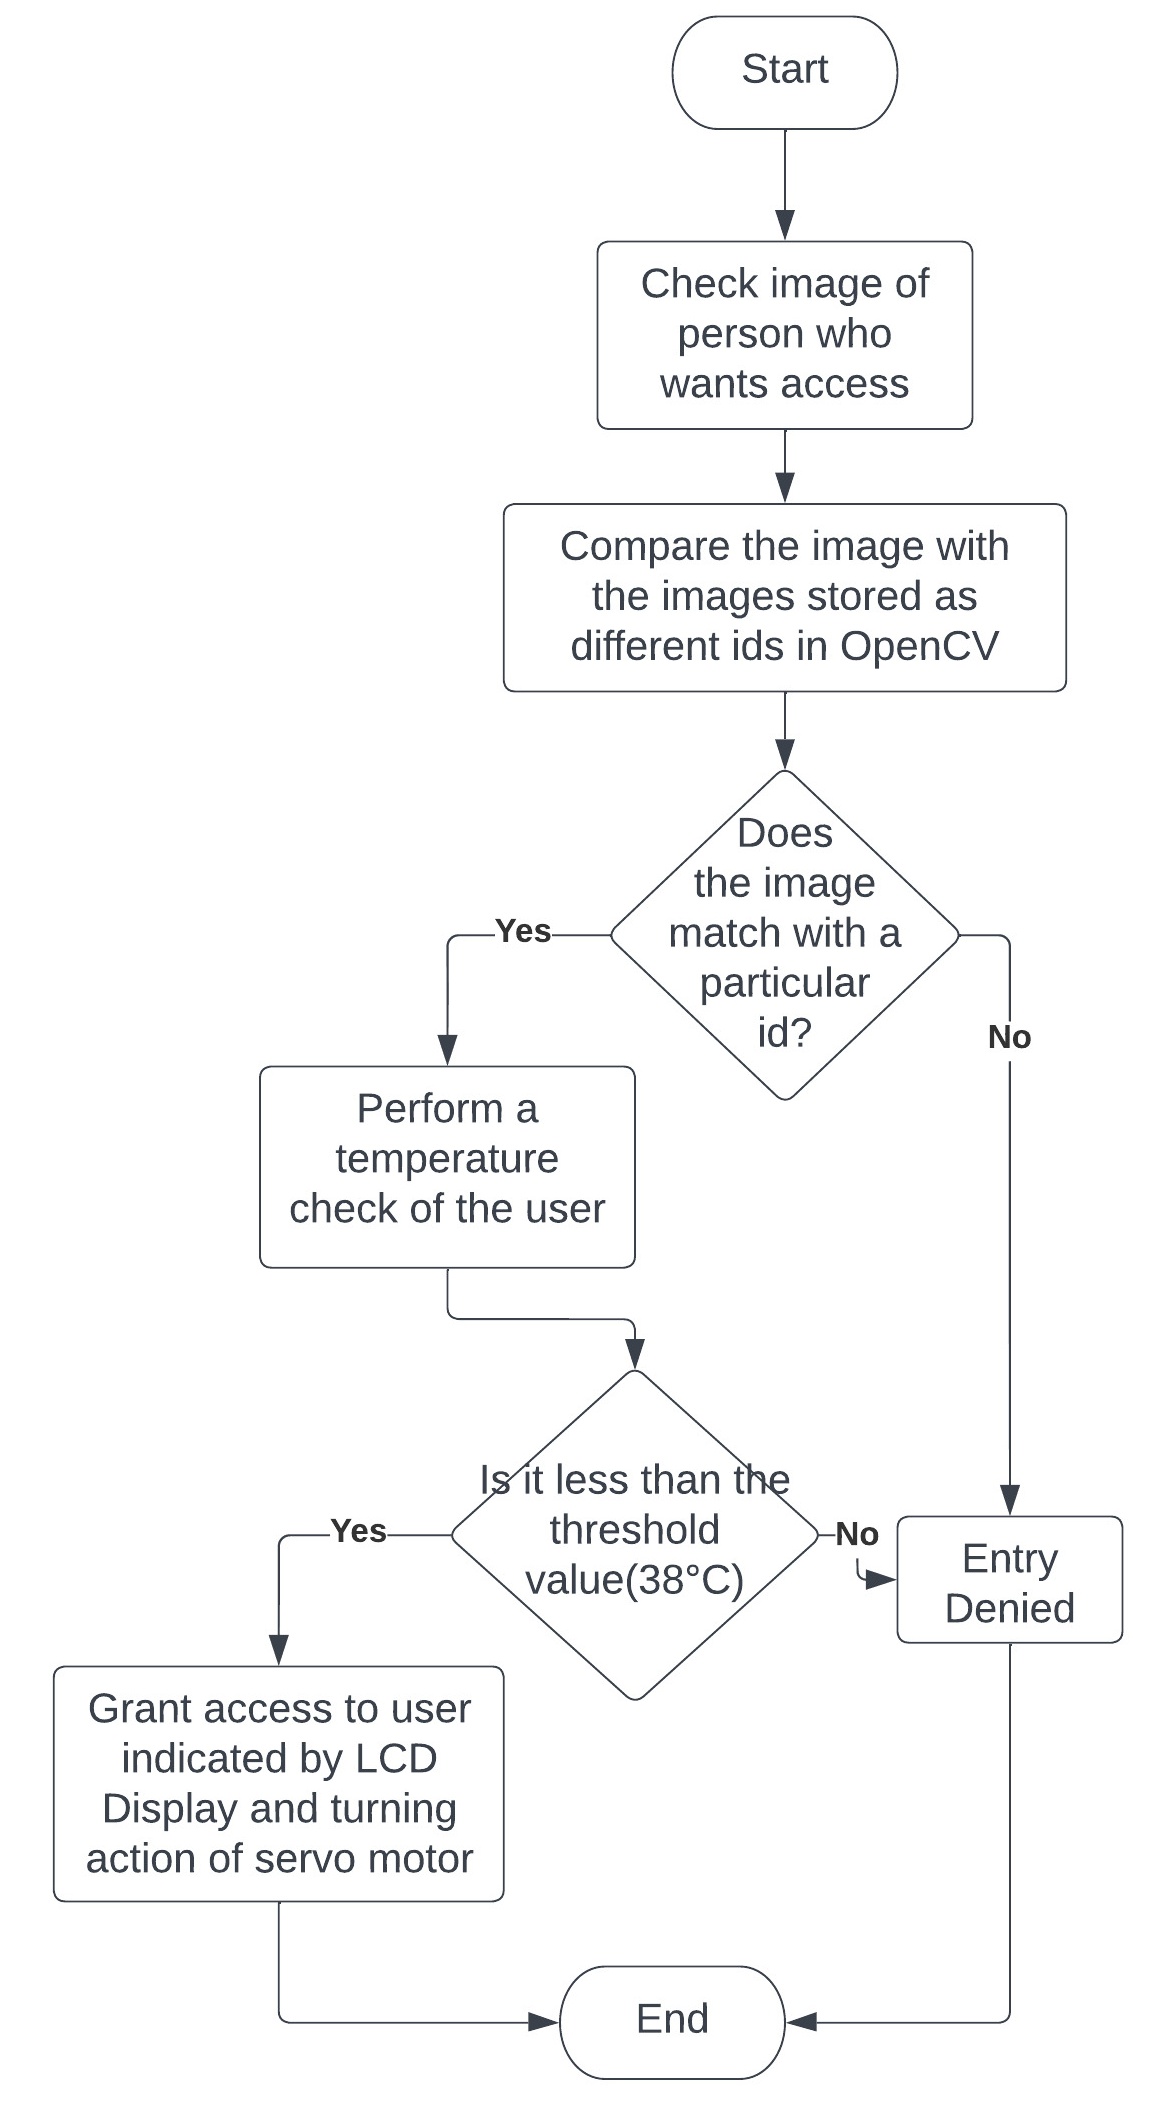 Start
Check image of
person who
wants access
Compare the image with
the images stored as
different ids in OpenCV
Does
the image
match with a
particular
id?
Yes
No
Perform a
temperature
check of the user
Is it less than the
threshold
value(38°C)
Yes
No
Entry
Denied
Grant access to user
indicated by LCD
Display and turning
action of servo motor
End